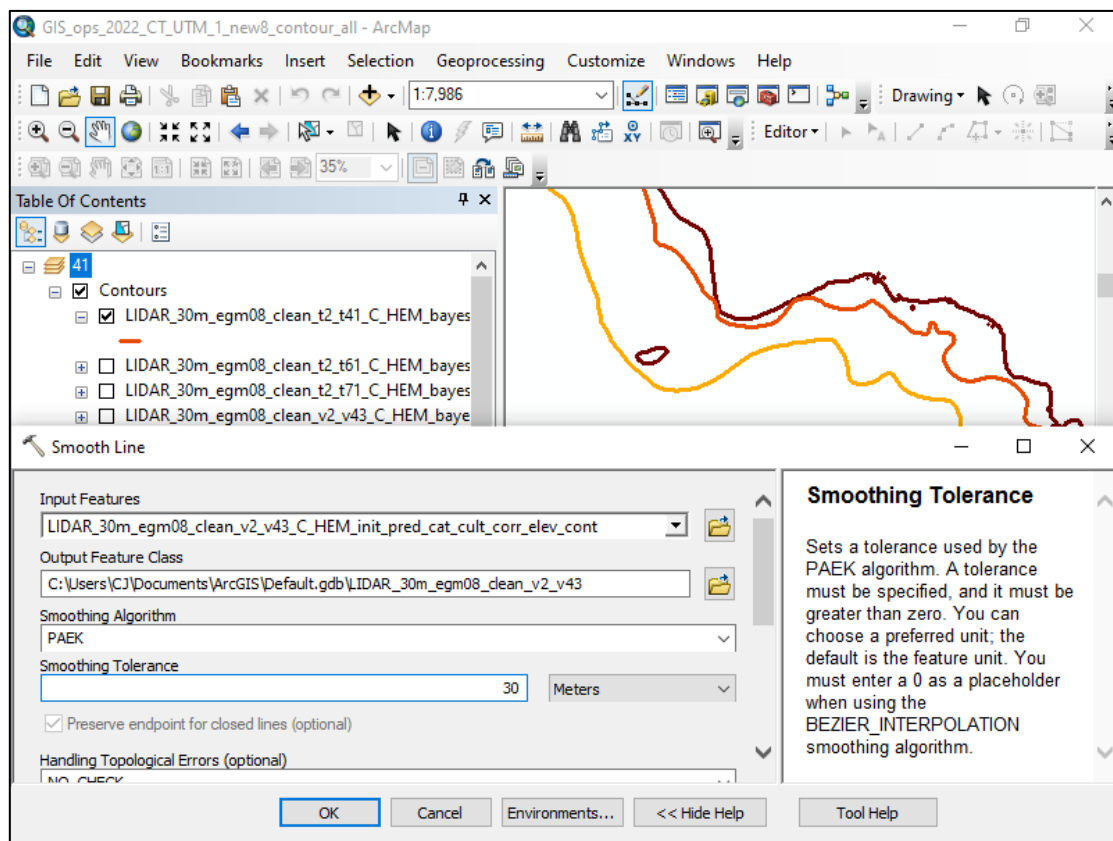 GIS_ops_2022_CT_UTM_1_new8_contour_all - ArcMap
File Edit View Bookmarks Insert Selection Geoprocessing Customize Windows Help
1:7,986
Drawing
Editor
35%
Table Of Contents
41
Contours
LIDAR_30m_egm08_clean_t2_t41_C_HEM_bayes
LIDAR_30m_egm08_clean_t2_t61_C_HEM_bayes
LIDAR_30m_egm08_clean_t2_t71_C_HEM_bayes
LIDAR_30m_egm08_clean_v2_v43_C_HEM_baye
Smooth Line
Input Features
LIDAR_30m_egm08_clean_v2_v43_C_HEM_init_pred_cat_cult_corr_elev_cont
Output Feature Class
C:\Users\CJ\Documents\ArcGIS\Default.gdb\LIDAR_30m_egm08_clean_v2_v43
Smoothing Algorithm
PAEK
Smoothing Tolerance
30 Meters
Preserve endpoint for closed lines (optional)
Handling Topological Errors (optional)
NO_CHECK
Smoothing Tolerance
Sets a tolerance used by the
PAEK algorithm. A tolerance
must be specified, and it must be
greater than zero. You can
choose a preferred unit; the
default is the feature unit. You
must enter a 0 as a placeholder
when using the
BEZIER_INTERPOLATION
smoothing algorithm.
OK Cancel Environments... << Hide Help Tool Help